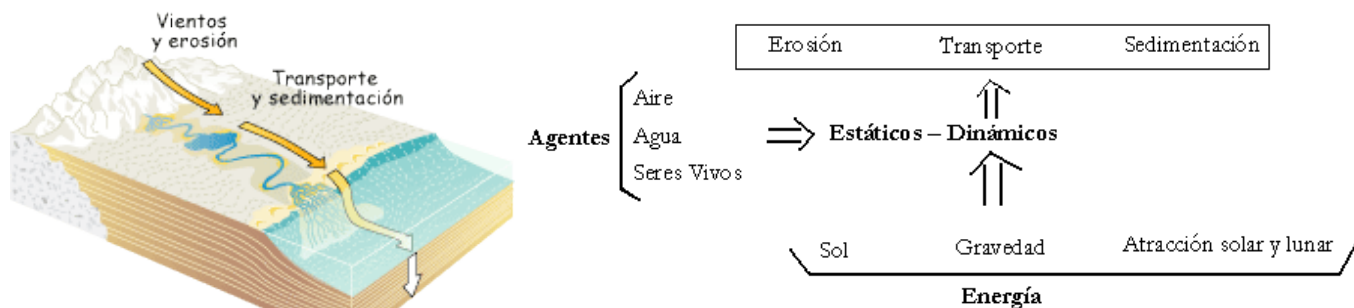 Vientos
y erosión
Transporte
y sedimentación
Erosión Transporte Sedimentación
Agentes
Aire
Agua
Seres Vivos
Estáticos – Dinámicos
Sol Gravedad Atracción solar y lunar
Energía